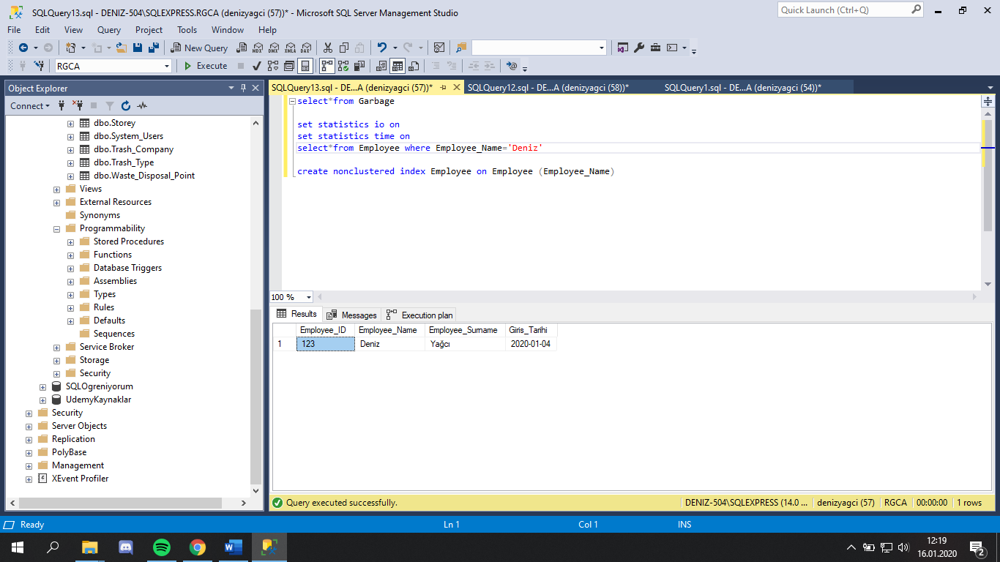 SQLQuery13.sql - DENIZ-504\SQLEXPRESS.RGCA (denizyagci (57))* - Microsoft SQL Server Management Studio
Quick Launch (Ctrl+Q)
File Edit View Query Project Tools Window Help
New Query MDX DMX XMLA DAX
RGCA Execute
Object Explorer
SQLQuery13.sql - DE...A (denizyagci (57))* SQLQuery12.sql - DE...A (denizyagci (58))* SQLQuery1.sql - DE...A (denizyagci (54))*
Connect
dbo.Storey
dbo.System_Users
dbo.Trash_Company
dbo.Trash_Type
dbo.Waste_Disposal_Point
Views
External Resources
Synonyms
Programmability
Stored Procedures
Functions
Database Triggers
Assemblies
Types
Rules
Defaults
Sequences
Service Broker
Storage
Security
SQLOgreniyorum
UdemyKaynaklar
Security
Server Objects
Replication
PolyBase
Management
XEvent Profiler
select*from Garbage
set statistics io on
set statistics time on
select*from Employee where Employee_Name='Deniz'
create nonclustered index Employee on Employee (Employee_Name)
100 %
Results Messages Execution plan
Employee_ID Employee_Name Employee_Surname Giris_Tarihi
1 123 Deniz Yağcı 2020-01-04
Query executed successfully. DENIZ-504\SQLEXPRESS (14.0 ... denizyagci (57) RGCA 00:00:00 1 rows
Ready Ln 1 Col 1 INS
12:19
16.01.2020
2